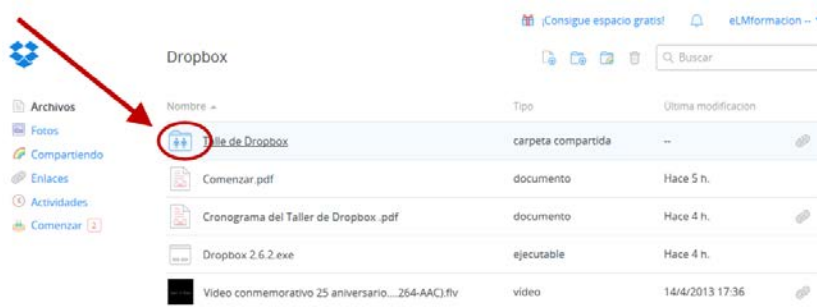 ¡Consigue espacio gratis! eLMformacion --
Dropbox
Buscar
Archivos
Fotos
Compartiendo
Enlaces
Actividades
Comenzar 2
Nombre Tipo Última modificacion
Talle de Dropbox carpeta compartida --
Comenzar.pdf documento Hace 5 h.
Cronograma del Taller de Dropbox .pdf documento Hace 4 h.
Dropbox 2.6.2.exe ejecutable Hace 4 h.
Video conmemorativo 25 aniversario....264-AAC).flv vídeo 14/4/2013 17:36